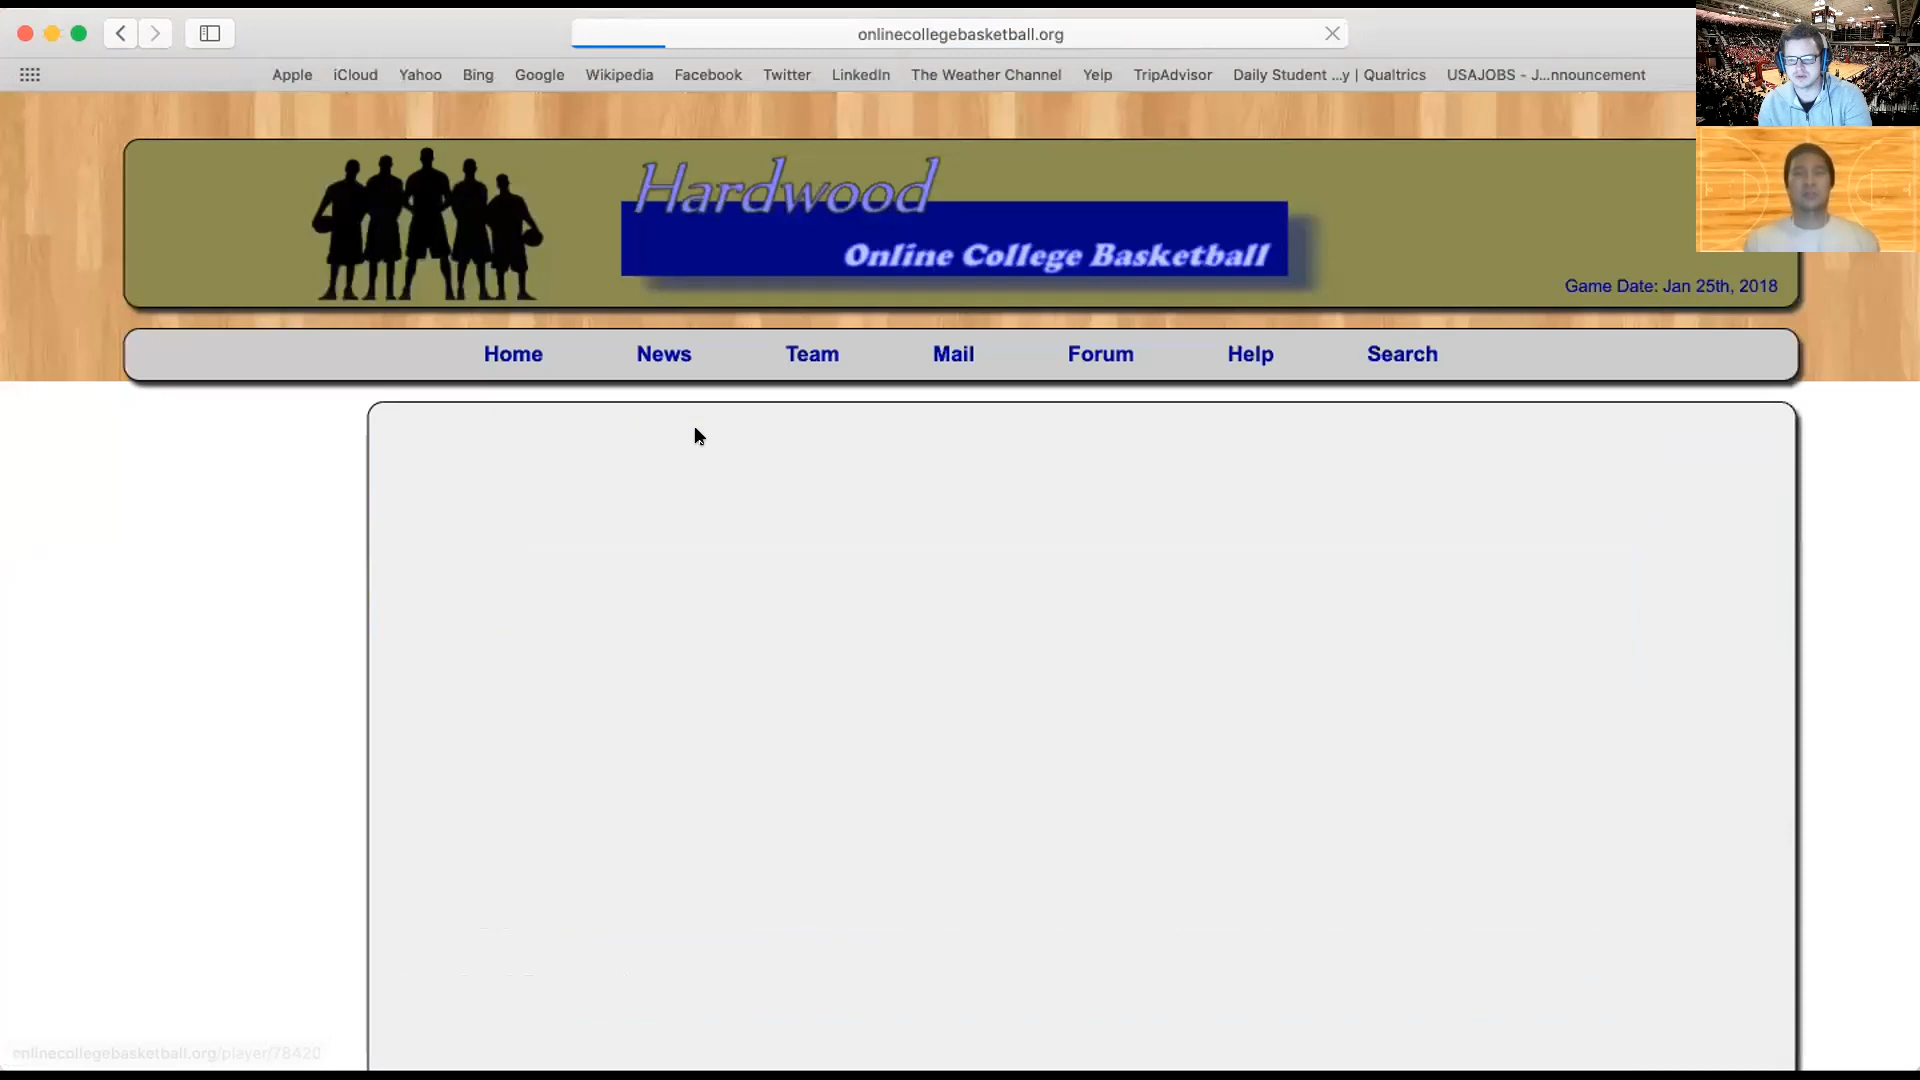 onlinecollegebasketball.org
Apple iCloud Yahoo Bing Google Wikipedia Facebook Twitter LinkedIn The Weather Channel Yelp TripAdvisor Daily Student ...y | Qualtrics USAJOBS - J...nnouncement
Hardwood
Online College Basketball
Game Date: Jan 25th, 2018
Home News Team Mail Forum Help Search
onlinecollegebasketball.org/player/78420